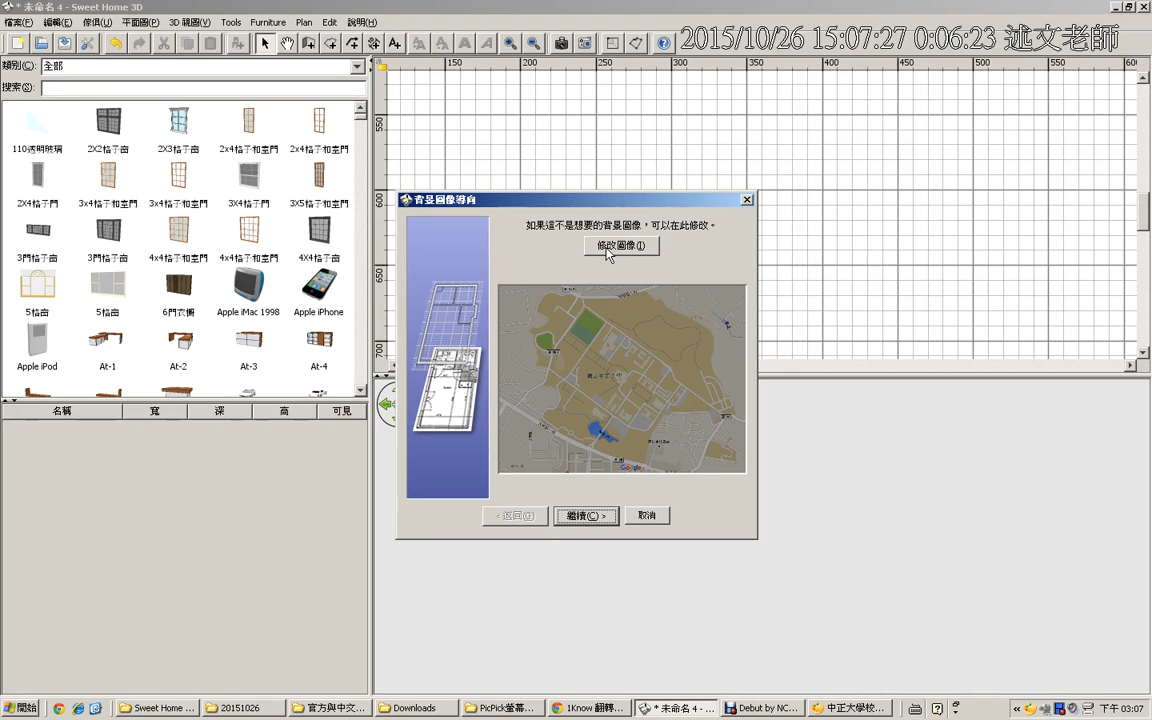 * 未命名 4 - Sweet Home 3D
檔案(F) 編輯(E) 傢俱(U) 平面圖(P) 3D 視圖(V) Tools Furniture Plan Edit 說明(H)
2015/10/26 15:07:27 0:06:23 述文老師
類別(C): 全部
搜索(S):
150 200 250 300 350 400 450 500 550 60
550
600
650
700
110透明玻璃 2X2格子窗 2X3格子窗 2x4格子和室門 2x4格子和室門
2X4格子門 3x4格子和室門 3x4格子和室門 3X4格子門 3X5格子和室門
3門格子窗 3門格子窗 4x4格子和室門 4x4格子和室門 4X4格子窗
5格窗 5格窗 6門衣櫥 Apple iMac 1998 Apple iPhone
Apple iPod At-1 At-2 At-3 At-4
名稱 寬 深 高 可見
背景圖像導向
如果這不是想要的背景圖像，可以在此修改。
修改圖像(I)
Google
< 返回(B) 繼續(C) > 取消
開始 Sweet Home ... 20151026 官方與中文... Downloads PicPick螢幕... 1Know 翻轉... * 未命名 4 - ... Debut by NC... 中正大學校... 下午 03:07